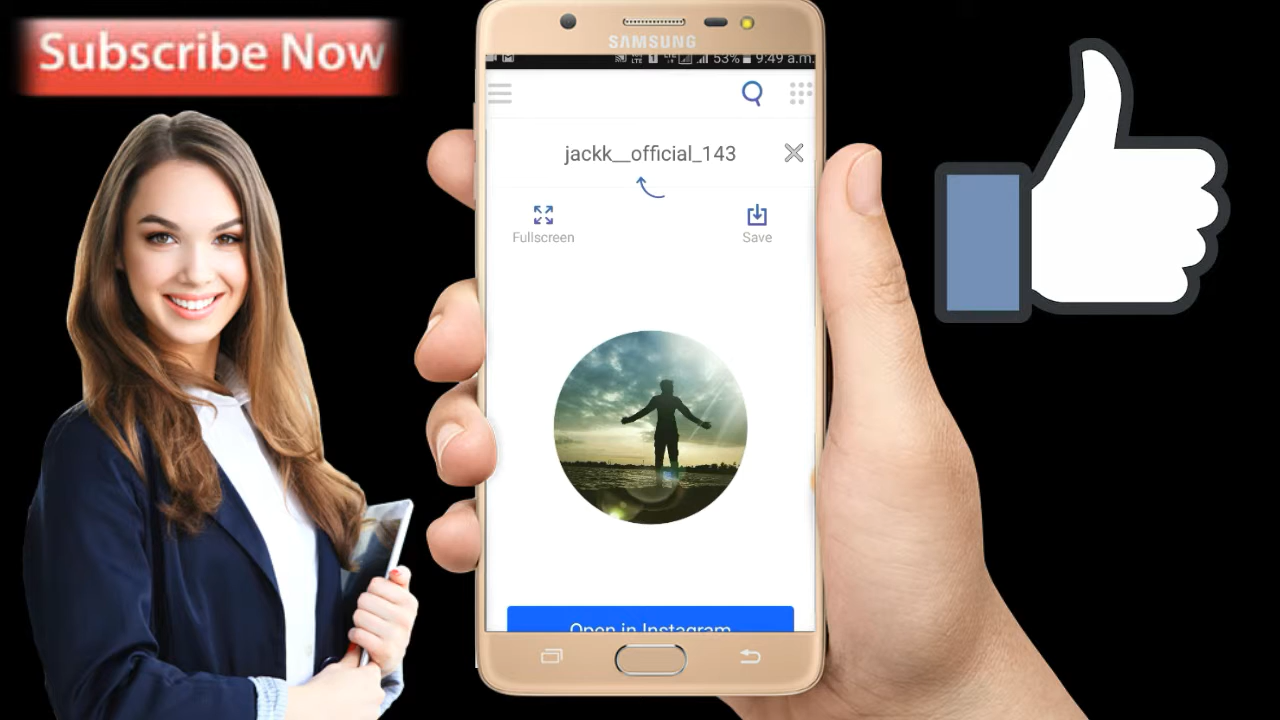 Subscribe Now
SAMSUNG
53% 9:49 a.m.
jackk__official_143
Fullscreen
Save
Open in Instagram